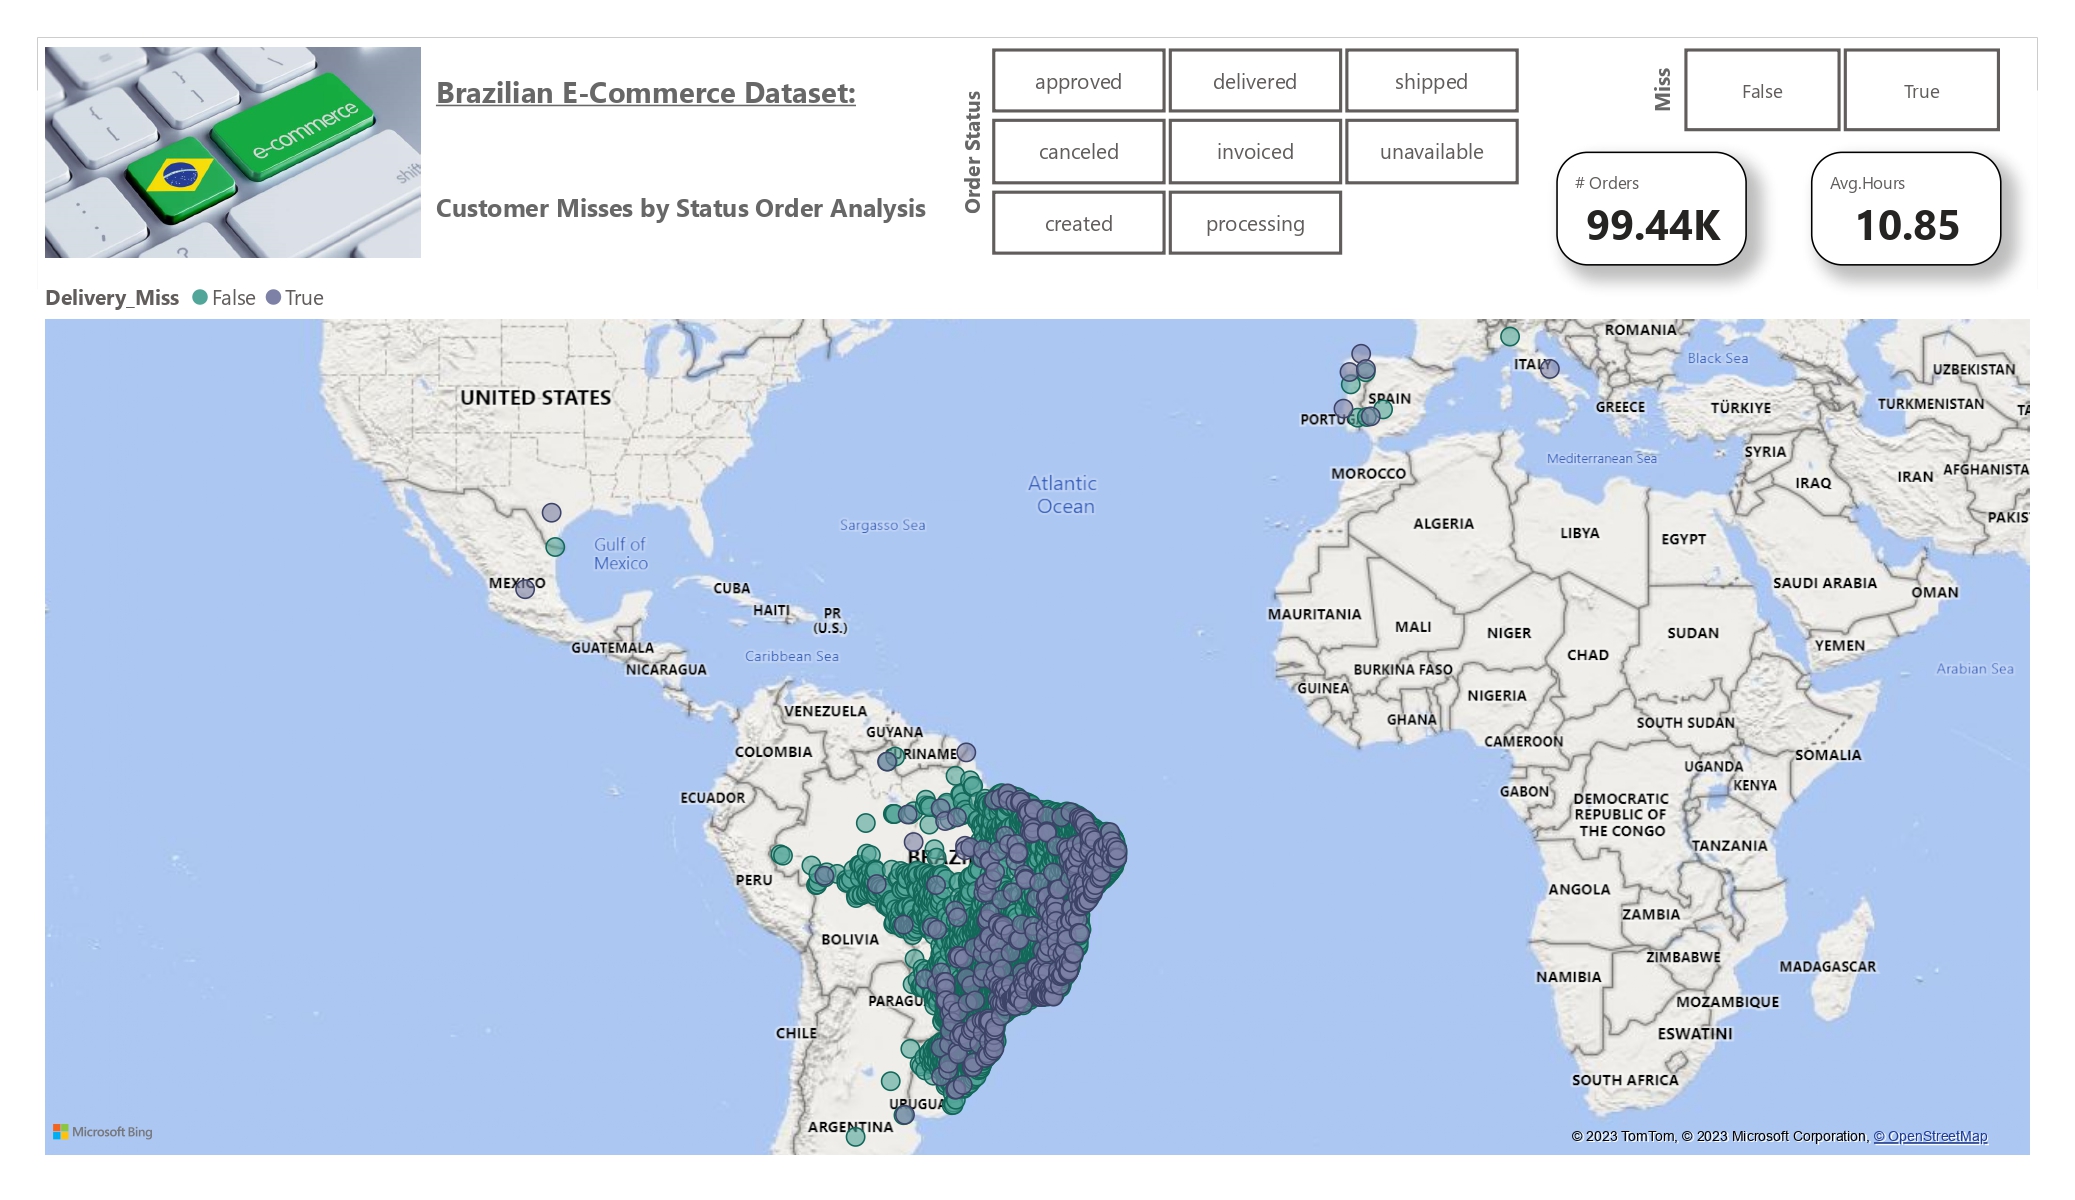 e-commerce
shift
Brazilian E-Commerce Dataset:
Customer Misses by Status Order Analysis
Order Status
approved
delivered
shipped
canceled
invoiced
unavailable
created
processing
Miss
False
True
# Orders
99.44K
Avg.Hours
10.85
Delivery_Miss False True
UNITED STATES
ROMANIA
Black Sea
ITALY
UZBEKISTAN
SPAIN
GREECE
TÜRKIYE
TURKMENISTAN
PORTUG
SYRIA
Mediterranean Sea
MOROCCO
IRAQ
IRAN
AFGHANISTA
Atlantic
Ocean
Sargasso Sea
ALGERIA
LIBYA
EGYPT
PAKIS
Gulf of
Mexico
MEXICO
CUBA
HAITI
PR
(U.S.)
SAUDI ARABIA
OMAN
MAURITANIA
MALI
NIGER
SUDAN
GUATEMALA
Caribbean Sea
NICARAGUA
CHAD
YEMEN
BURKINA FASO
Arabian Sea
GUINEA
NIGERIA
VENEZUELA
GUYANA
GHANA
SOUTH SUDAN
COLOMBIA
RINAME
CAMEROON
SOMALIA
UGANDA
KENYA
ECUADOR
GABON
DEMOCRATIC
REPUBLIC OF
THE CONGO
TANZANIA
BRAZI
PERU
ANGOLA
ZAMBIA
BOLIVIA
ZIMBABWE
MADAGASCAR
NAMIBIA
PARAGU
MOZAMBIQUE
CHILE
ESWATINI
SOUTH AFRICA
URUGUA
ARGENTINA
Microsoft Bing
© 2023 TomTom, © 2023 Microsoft Corporation, © OpenStreetMap